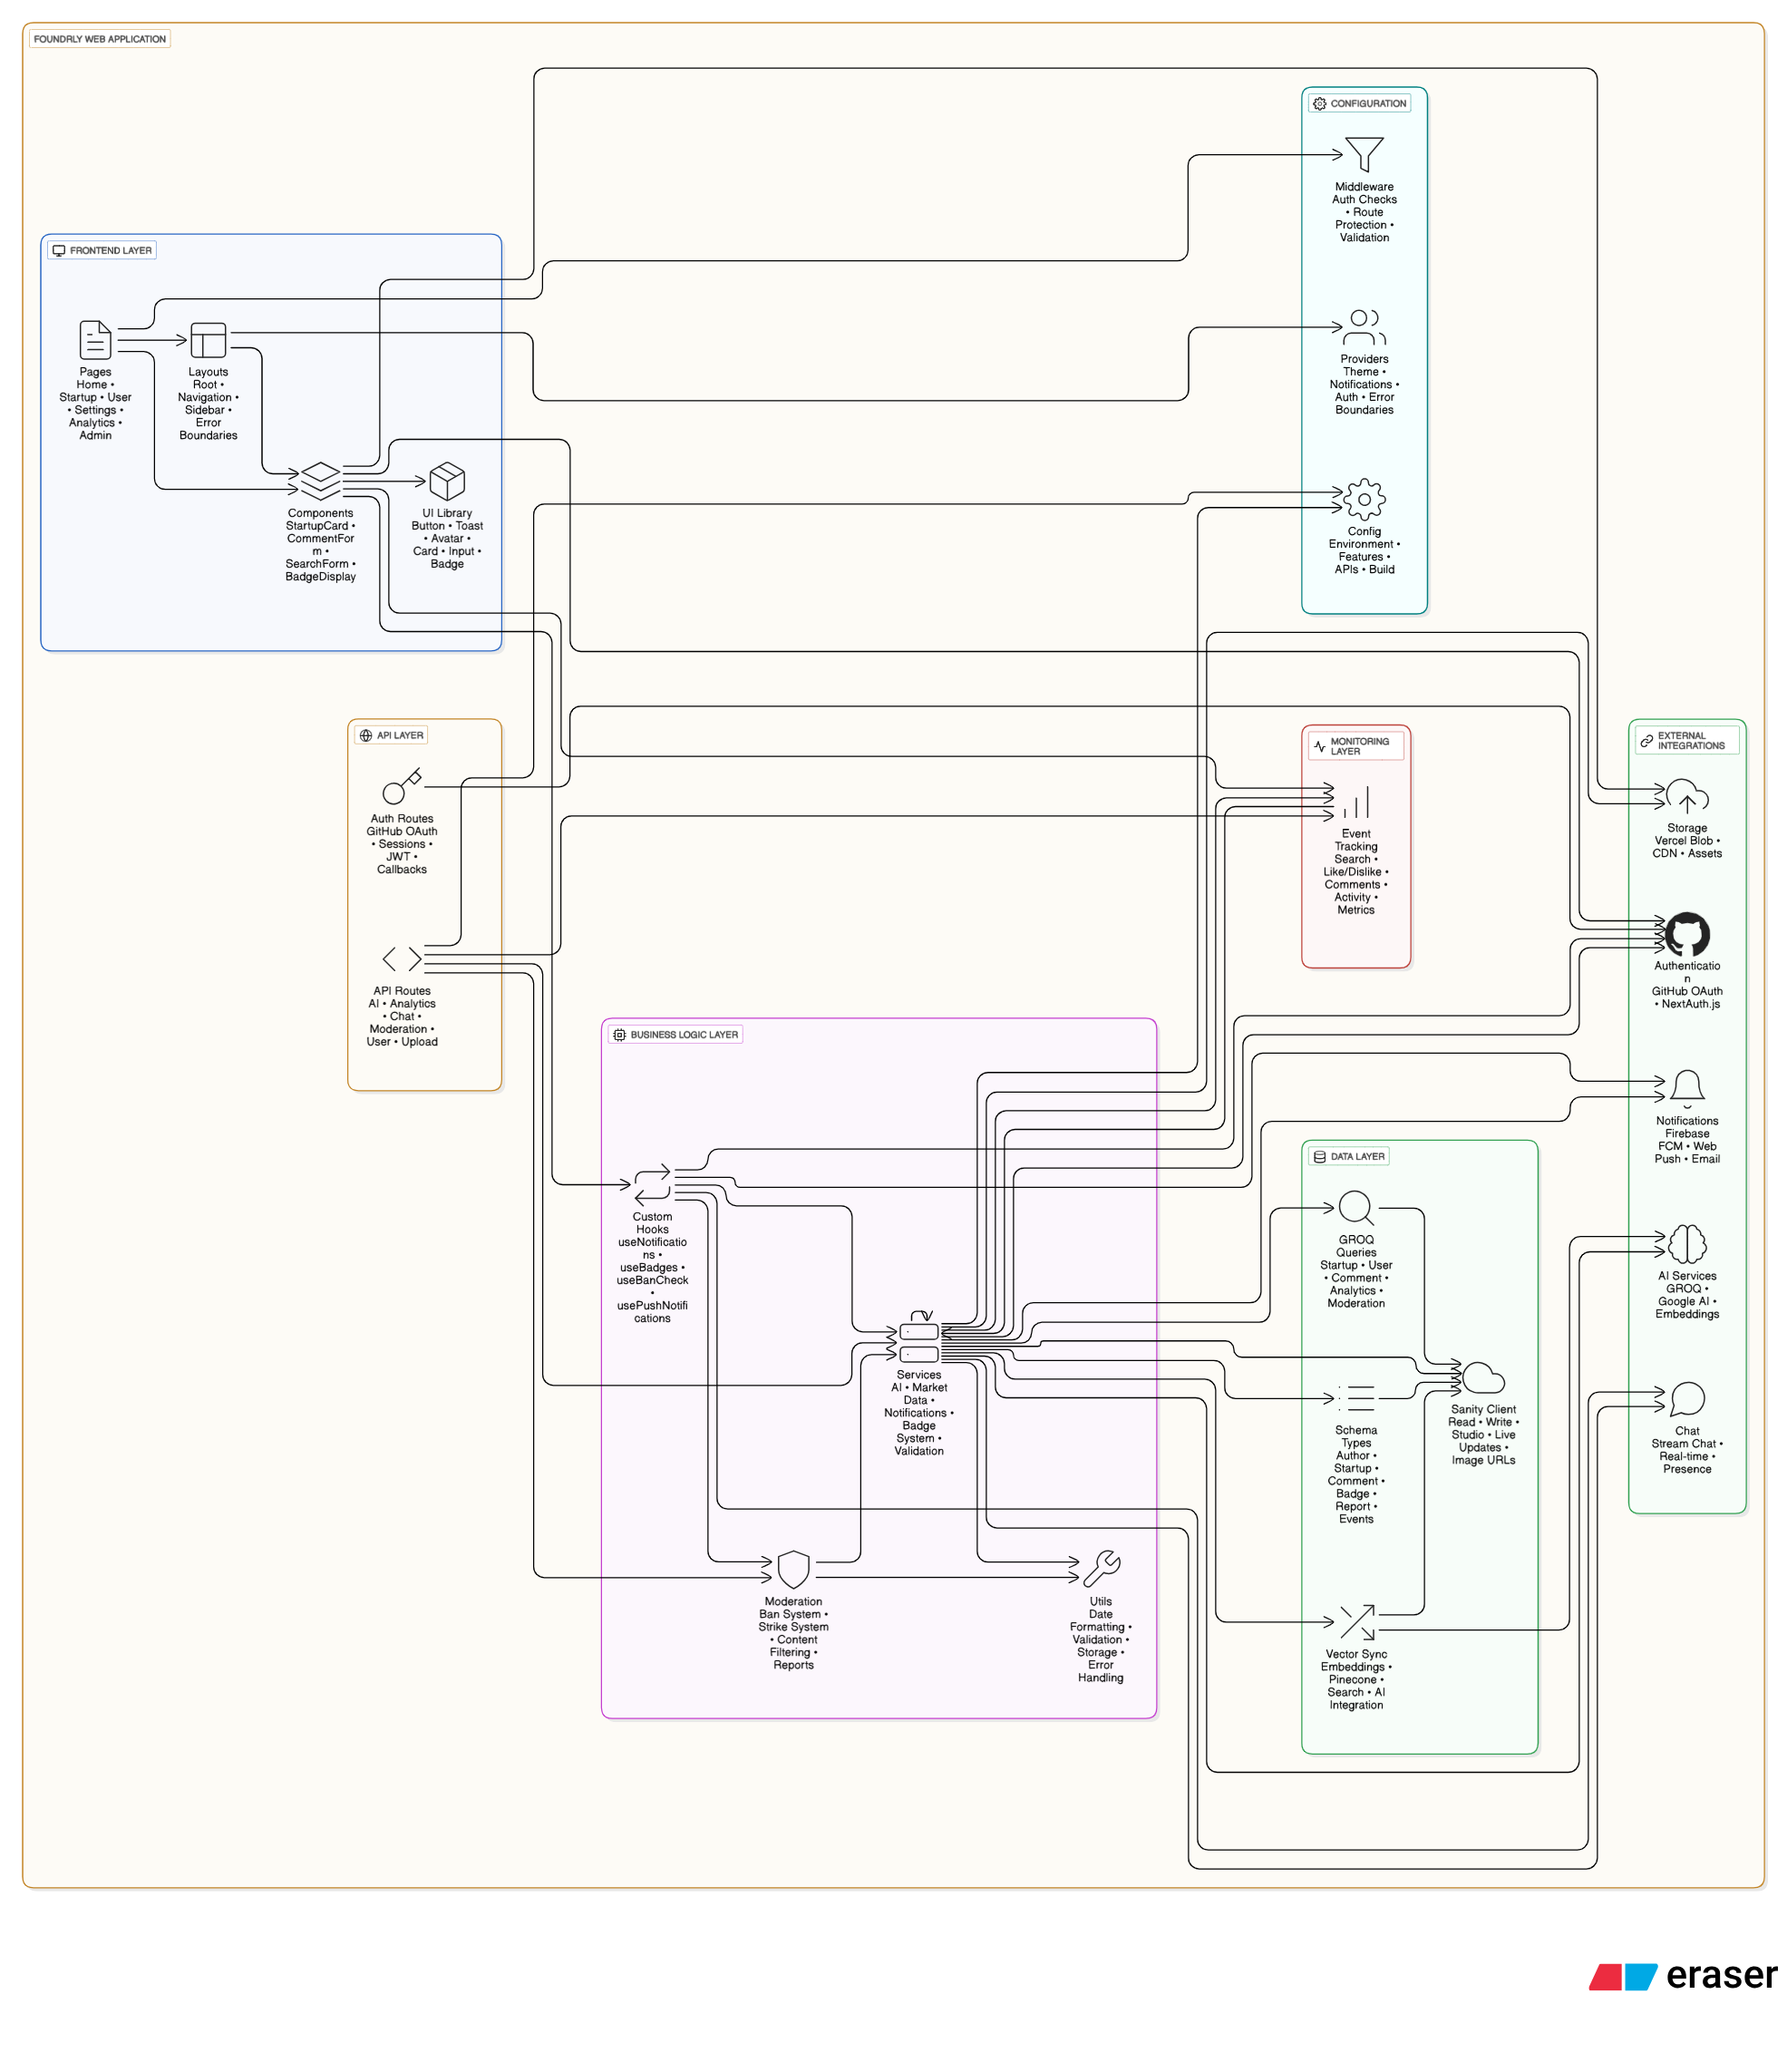 FOUNDRLY WEB APPLICATION
CONFIGURATION
Middleware
Auth Checks
• Route
Protection •
Validation
Providers
Theme •
Notifications •
Auth • Error
Boundaries
Config
Environment •
Features •
APIs • Build
FRONTEND LAYER
Pages
Home •
Startup • User
• Settings •
Analytics •
Admin
Layouts
Root •
Navigation •
Sidebar •
Error
Boundaries
Components
StartupCard •
CommentFor
m •
SearchForm •
BadgeDisplay
UI Library
Button • Toast
• Avatar •
Card • Input •
Badge
API LAYER
Auth Routes
GitHub OAuth
• Sessions •
JWT •
Callbacks
API Routes
AI • Analytics
• Chat •
Moderation •
User • Upload
MONITORING
LAYER
Event
Tracking
Search •
Like/Dislike •
Comments •
Activity •
Metrics
EXTERNAL
INTEGRATIONS
Storage
Vercel Blob •
CDN • Assets
Authenticatio
n
GitHub OAuth
• NextAuth.js
Notifications
Firebase
FCM • Web
Push • Email
AI Services
GROQ •
Google AI •
Embeddings
Chat
Stream Chat •
Real-time •
Presence
BUSINESS LOGIC LAYER
Custom
Hooks
useNotificatio
ns •
useBadges •
useBanCheck
•
usePushNotifi
cations
Services
AI • Market
Data •
Notifications •
Badge
System •
Validation
Moderation
Ban System •
Strike System
• Content
Filtering •
Reports
Utils
Date
Formatting •
Validation •
Storage •
Error
Handling
DATA LAYER
GROQ
Queries
Startup • User
• Comment •
Analytics •
Moderation
Schema
Types
Author •
Startup •
Comment •
Badge •
Report •
Events
Sanity Client
Read • Write •
Studio • Live
Updates •
Image URLs
Vector Sync
Embeddings •
Pinecone •
Search • AI
Integration
eraser